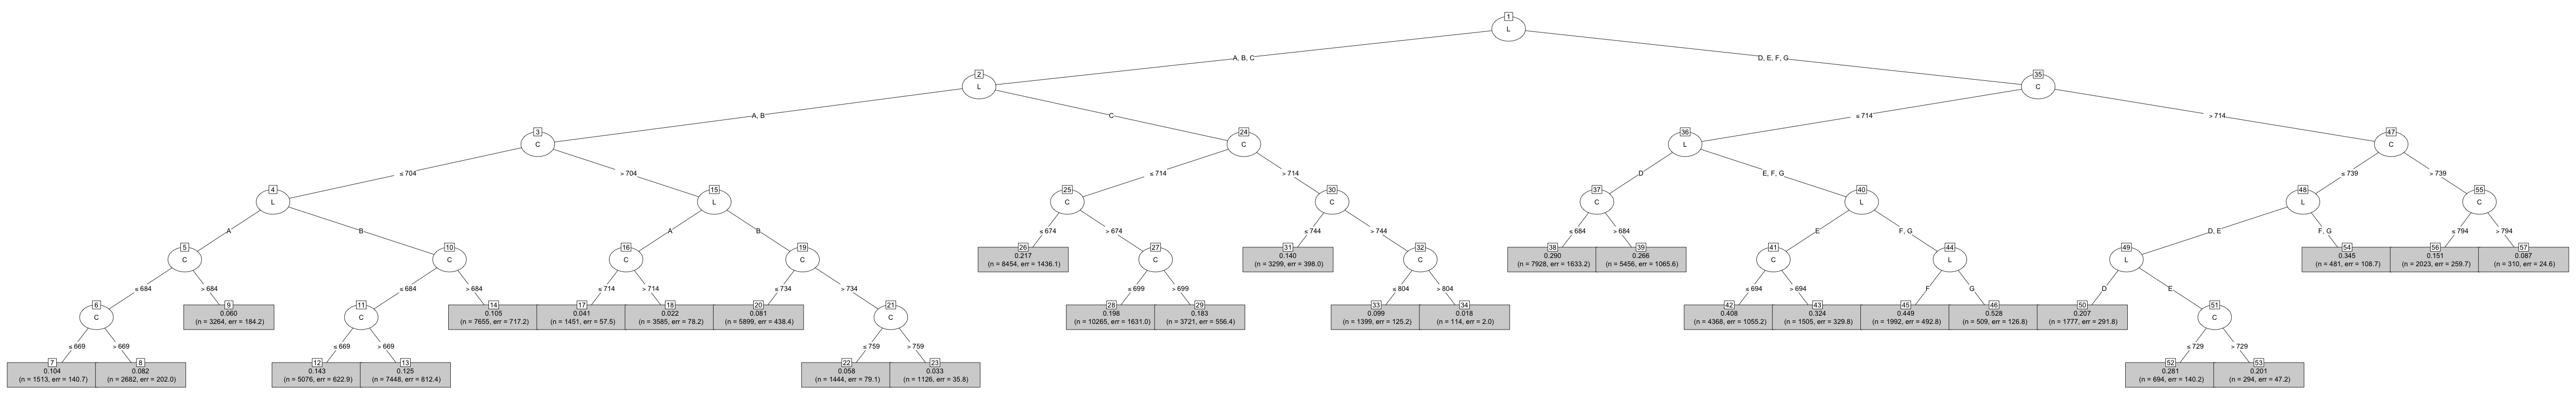 1
L
A, B, C
D, E, F, G
2
L
35
C
A, B
C
≤ 714
> 714
3
C
24
C
36
L
47
C
≤ 704
> 704
≤ 714
> 714
D
E, F, G
≤ 739
> 739
4
L
15
L
25
C
30
C
37
C
40
L
48
L
55
C
A
B
A
B
≤ 674
> 674
≤ 744
> 744
≤ 684
> 684
E
F, G
D, E
F, G
≤ 794
> 794
5
C
10
C
16
C
19
C
26
0.217
(n = 8454, err = 1436.1)
27
C
31
0.140
(n = 3299, err = 398.0)
32
C
38
0.290
(n = 7928, err = 1633.2)
39
0.266
(n = 5456, err = 1065.6)
41
C
44
L
49
L
54
0.345
(n = 481, err = 108.7)
56
0.151
(n = 2023, err = 259.7)
57
0.087
(n = 310, err = 24.6)
≤ 684
> 684
≤ 684
> 684
≤ 714
> 714
≤ 734
> 734
≤ 699
> 699
≤ 804
> 804
≤ 694
> 694
F
G
D
E
6
C
9
0.060
(n = 3264, err = 184.2)
11
C
14
0.105
(n = 7655, err = 717.2)
17
0.041
(n = 1451, err = 57.5)
18
0.022
(n = 3585, err = 78.2)
20
0.081
(n = 5899, err = 438.4)
21
C
28
0.198
(n = 10265, err = 1631.0)
29
0.183
(n = 3721, err = 556.4)
33
0.099
(n = 1399, err = 125.2)
34
0.018
(n = 114, err = 2.0)
42
0.408
(n = 4368, err = 1055.2)
43
0.324
(n = 1505, err = 329.8)
45
0.449
(n = 1992, err = 492.8)
46
0.528
(n = 509, err = 126.8)
50
0.207
(n = 1777, err = 291.8)
51
C
≤ 669
> 669
≤ 669
> 669
≤ 759
> 759
≤ 729
> 729
7
0.104
(n = 1513, err = 140.7)
8
0.082
(n = 2682, err = 202.0)
12
0.143
(n = 5076, err = 622.9)
13
0.125
(n = 7448, err = 812.4)
22
0.058
(n = 1444, err = 79.1)
23
0.033
(n = 1126, err = 35.8)
52
0.281
(n = 694, err = 140.2)
53
0.201
(n = 294, err = 47.2)